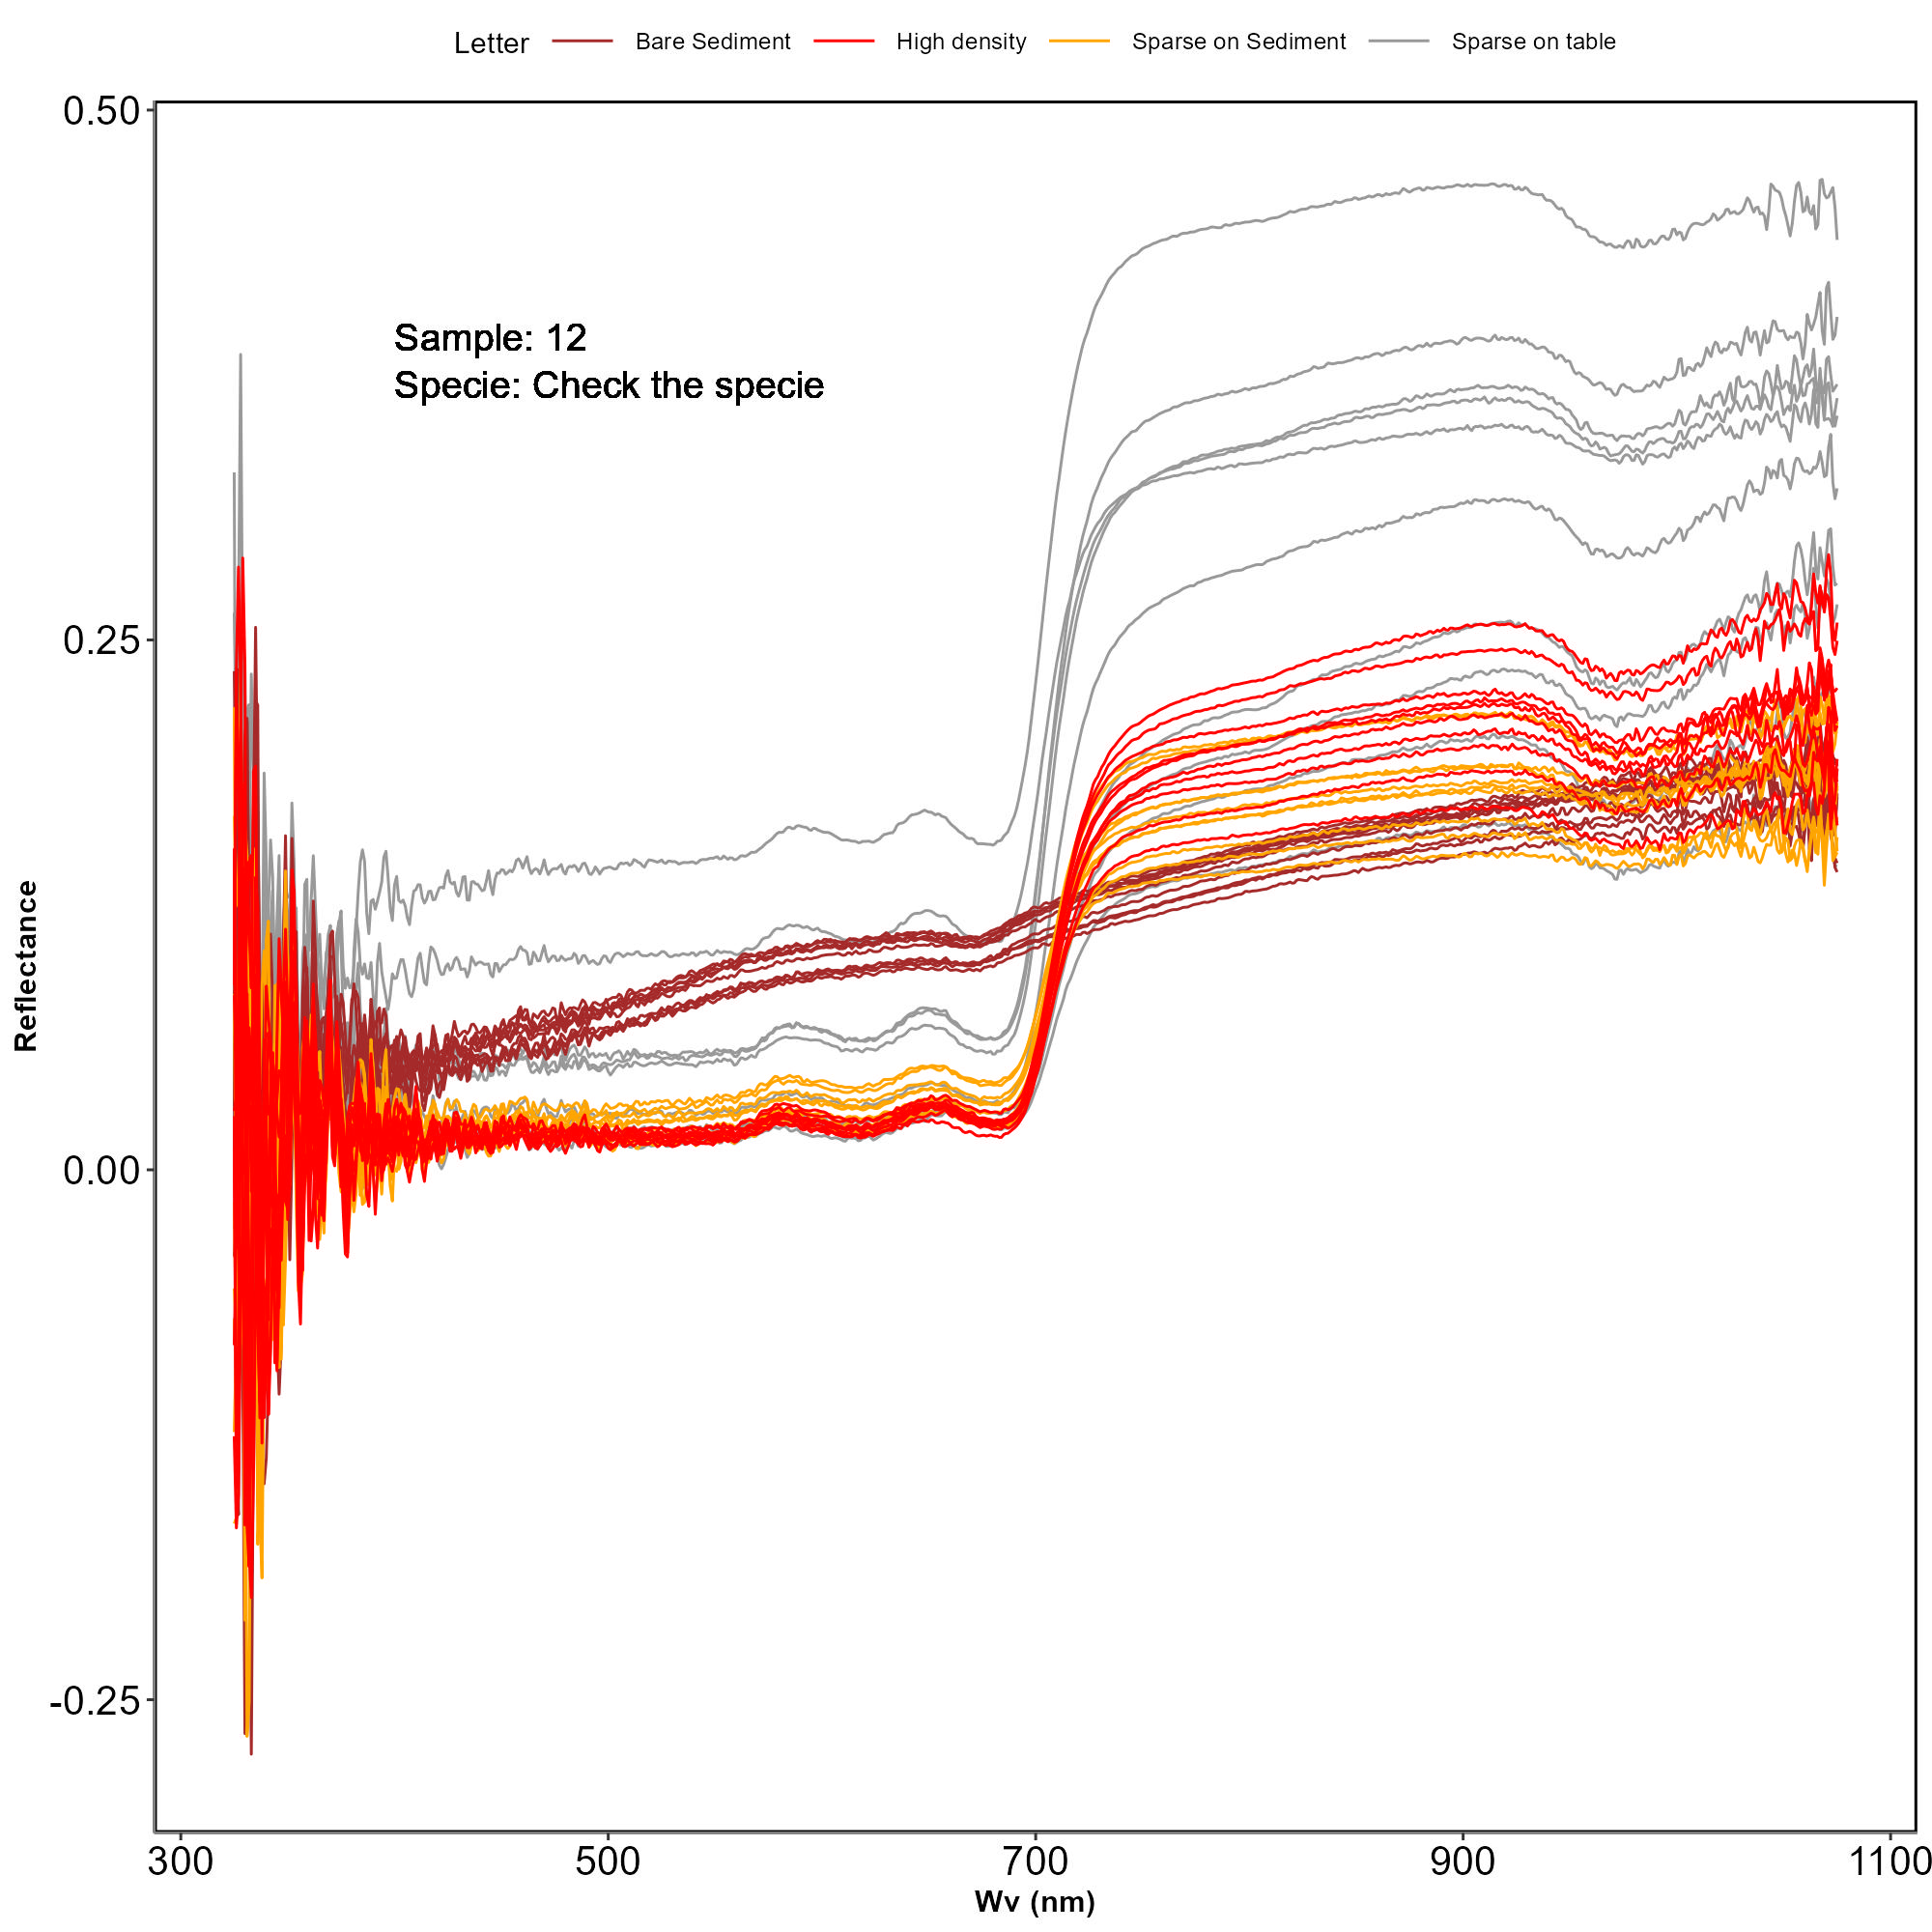 Letter Bare Sediment High density Sparse on Sediment Sparse on table
0.50
Sample: 12
Specie: Check the specie
0.25
Reflectance
0.00
-0.25
300 500 700 900 1100
Wv (nm)